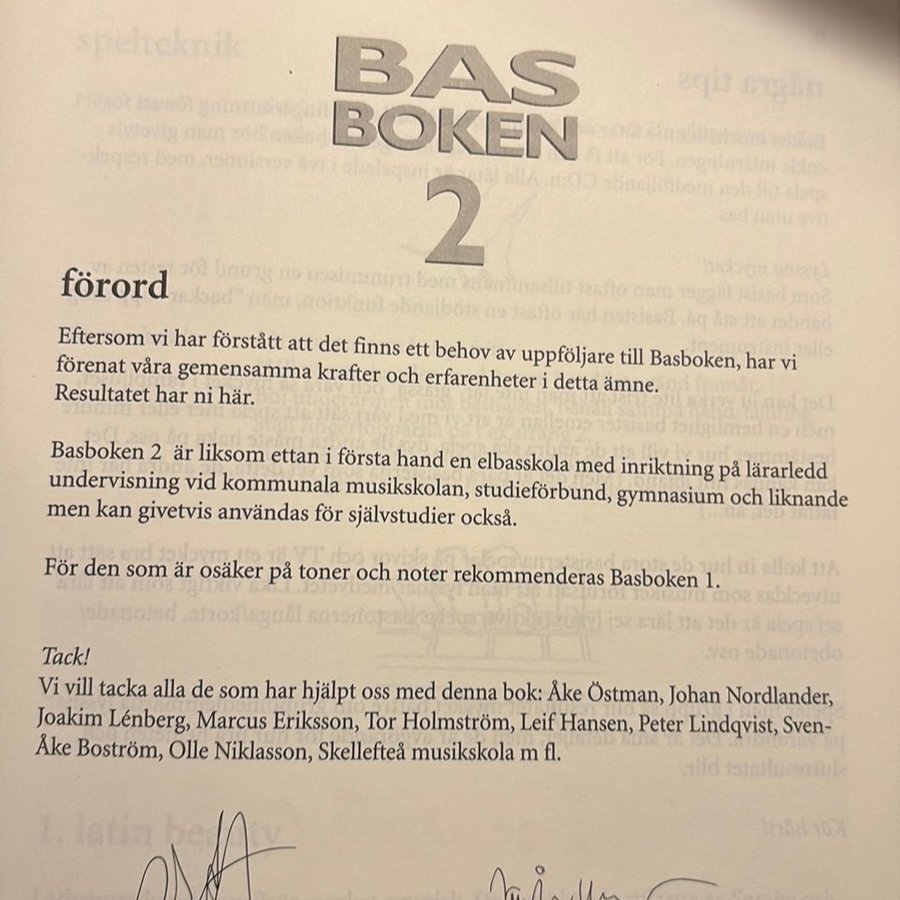 BAS
BOKEN
2
förord
Eftersom vi har förstått att det finns ett behov av uppföljare till Basboken, har vi
förenat våra gemensamma krafter och erfarenheter i detta ämne.
Resultatet har ni här.
Basboken 2 är liksom ettan i första hand en elbasskola med inriktning på lärarledd
undervisning vid kommunala musikskolan, studieförbund, gymnasium och liknande
men kan givetvis användas för självstudier också.
För den som är osäker på toner och noter rekommenderas Basboken 1.
Tack!
Vi vill tacka alla de som har hjälpt oss med denna bok: Åke Östman, Johan Nordlander,
Joakim Lénberg, Marcus Eriksson, Tor Holmström, Leif Hansen, Peter Lindqvist, Sven-
Åke Boström, Olle Niklasson, Skellefteå musikskola m fl.